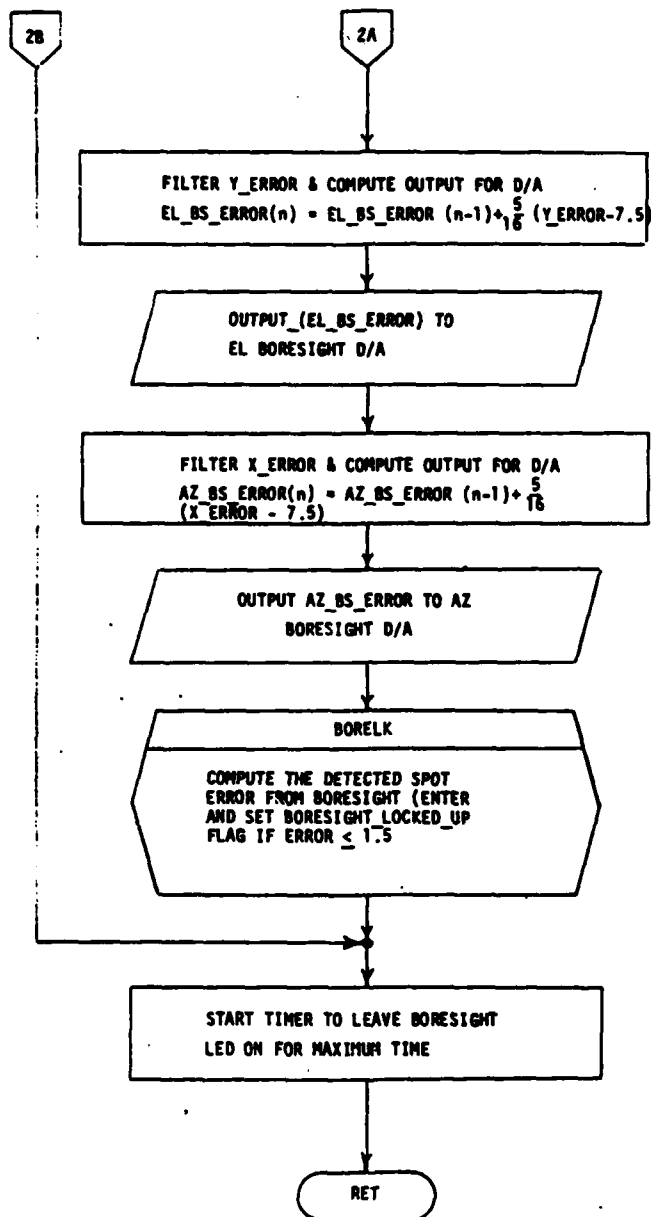 2B
2A
FILTER Y_ERROR & COMPUTE OUTPUT FOR D/A
EL_BS_ERROR(n) = EL_BS_ERROR (n-1)+ 5/16 (Y_ERROR-7.5)
OUTPUT_(EL_BS_ERROR) TO
EL BORESIGHT D/A
FILTER X_ERROR & COMPUTE OUTPUT FOR D/A
AZ_BS_ERROR(n) = AZ_BS_ERROR (n-1)+ 5/16
(X_ERROR - 7.5)
OUTPUT AZ_BS_ERROR TO AZ
BORESIGHT D/A
BORELK
COMPUTE THE DETECTED SPOT
ERROR FROM BORESIGHT (ENTER
AND SET BORESIGHT_LOCKED_UP
FLAG IF ERROR ≤ 1.5
START TIMER TO LEAVE BORESIGHT
LED ON FOR MAXIMUM TIME
RET